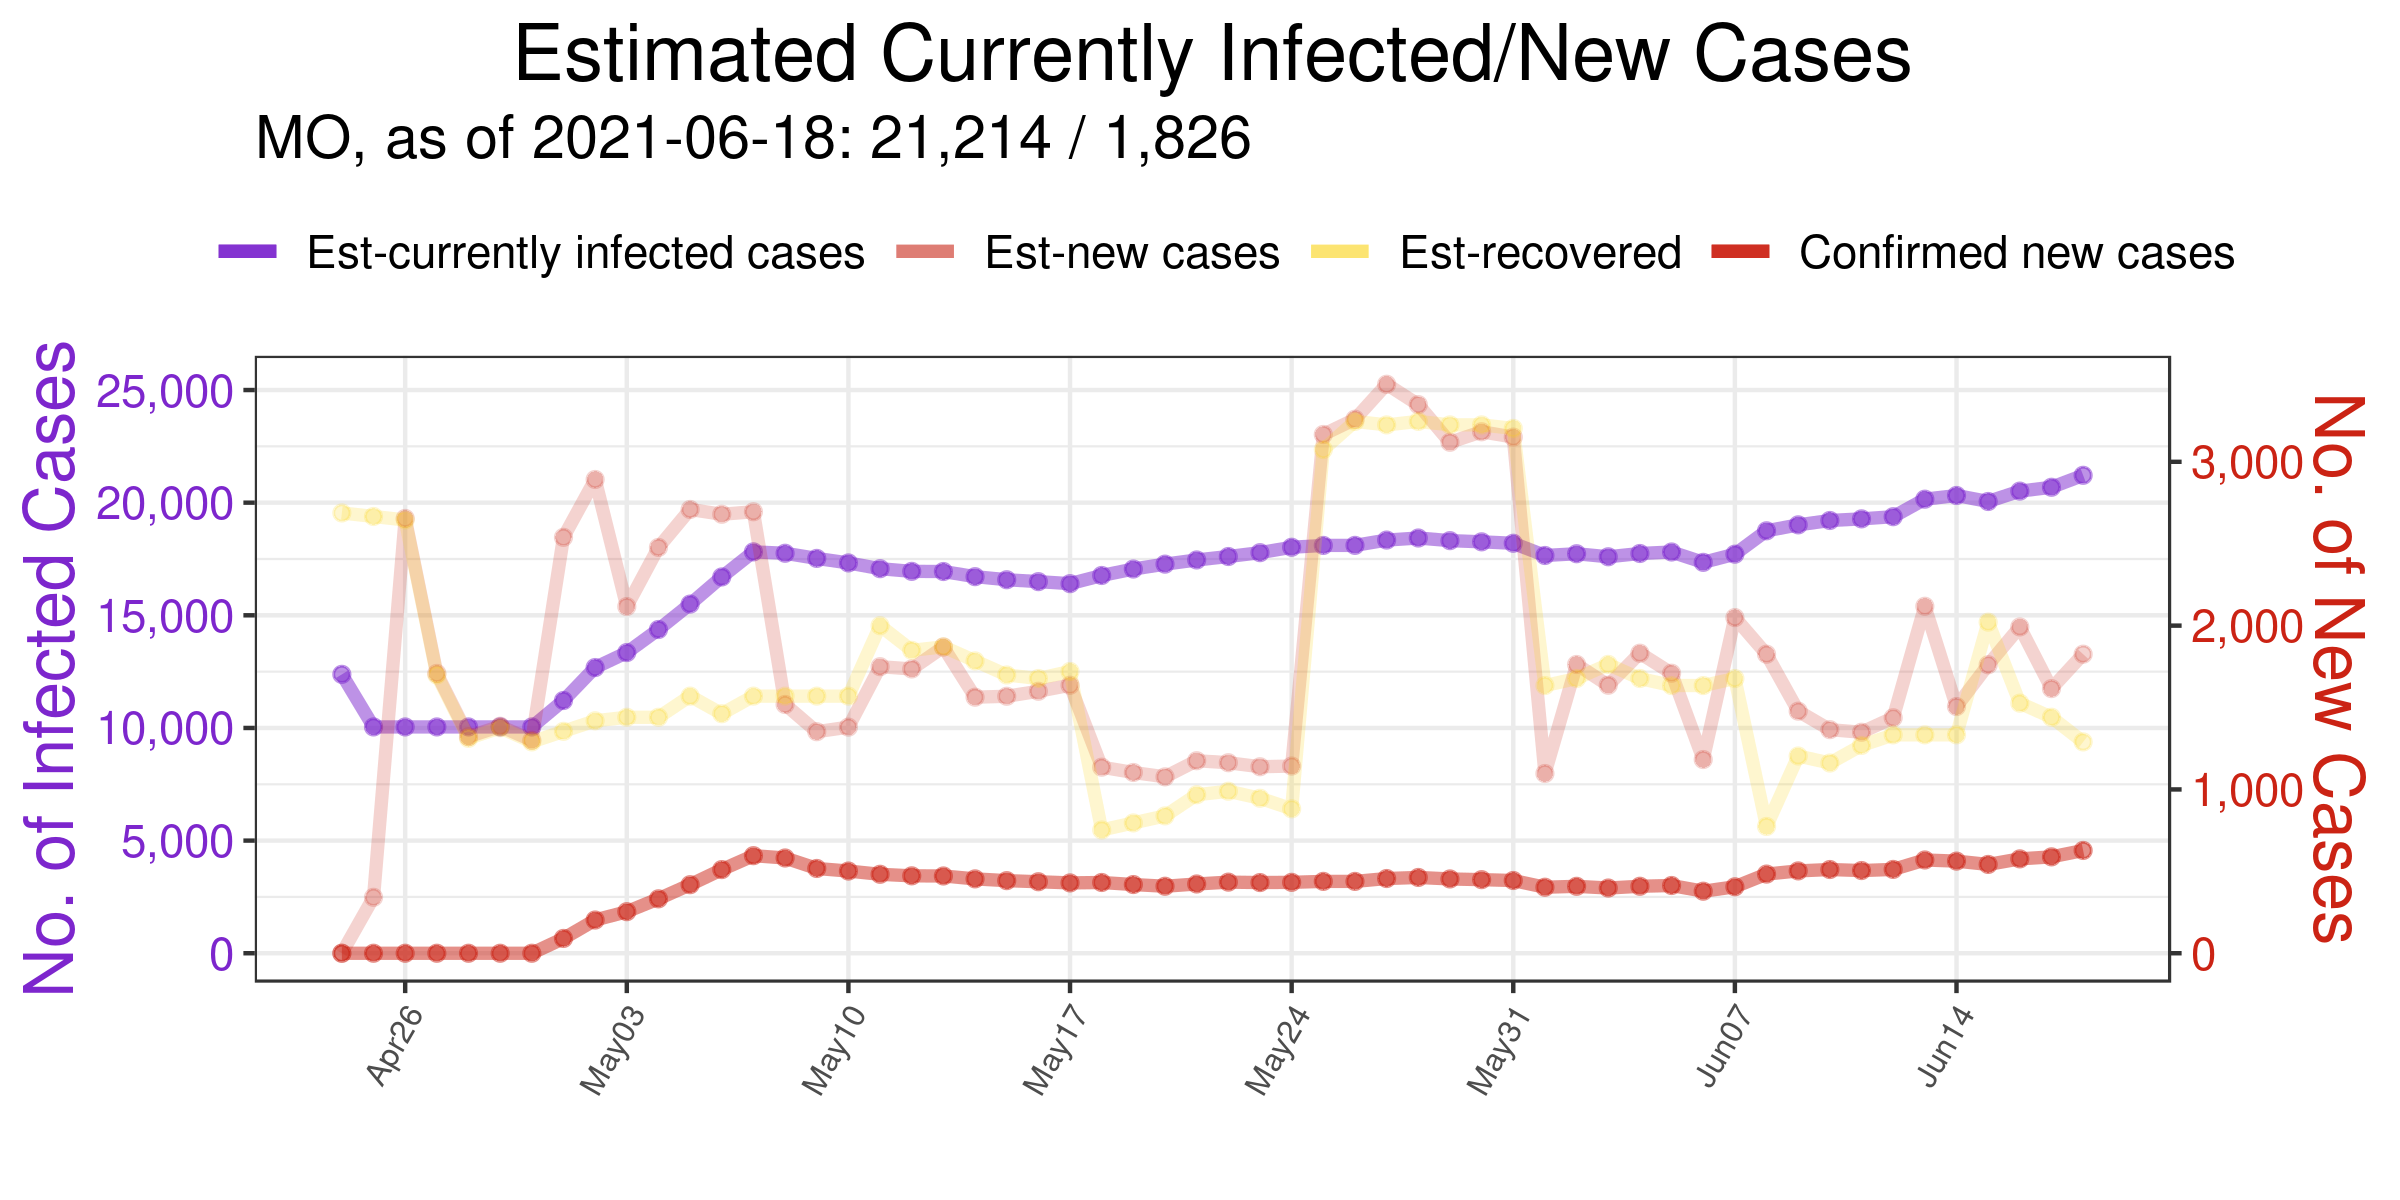 Estimated Currently Infected/New Cases
MO, as of 2021-06-18: 21,214 / 1,826
Est-currently infected cases Est-new cases Est-recovered Confirmed new cases
No. of Infected Cases
25,000
20,000
15,000
10,000
5,000
0
3,000
2,000
1,000
0
No. of New Cases
Apr26 May03 May10 May17 May24 May31 Jun07 Jun14